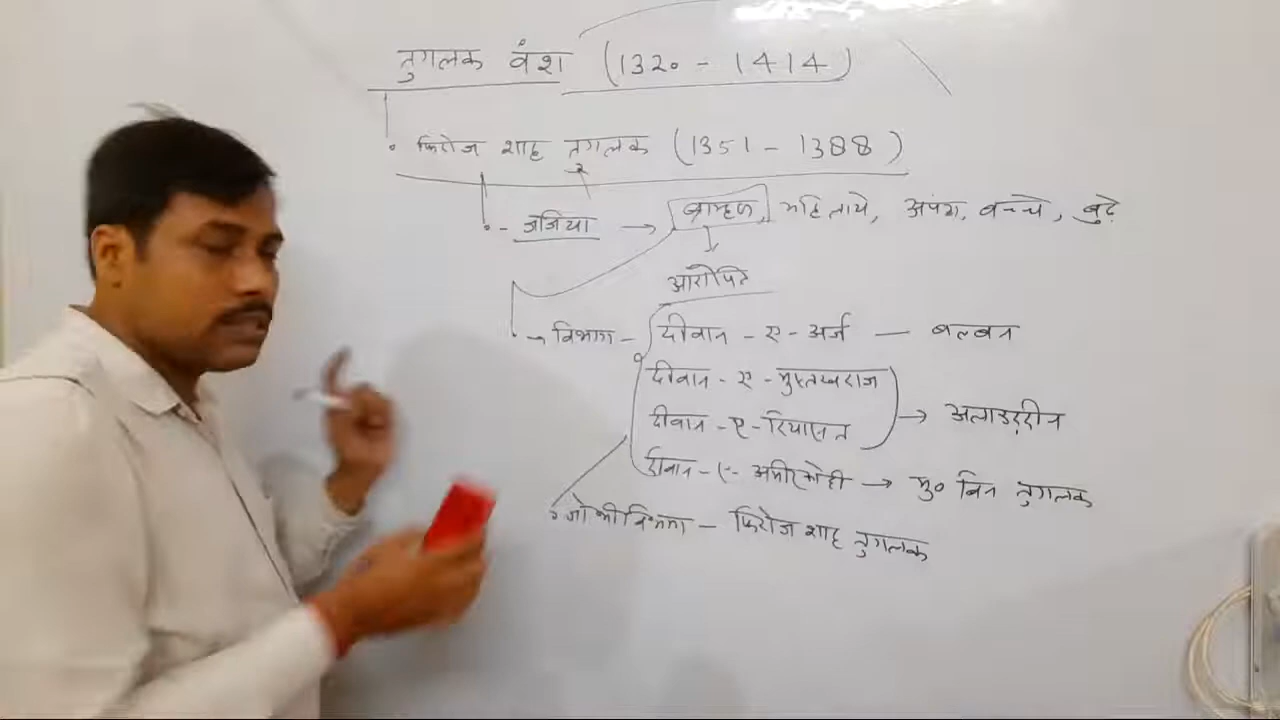 तुगलक वंश (1320 - 1414)
फिरोज शाह तुगलक (1351 - 1388)
- जजिया → ब्राम्हण, महिलाये, अपंग, बच्चे, बुढ़े
आरोपित
→ विभाग - दीवान - ए - अर्ज — बलबन
दीवान - ए - मुस्तखराज
दीवान - ए - रियासत → अलाउद्दीन
दीवान - ए - अमीरकोही → मु० बिन तुगलक
जो भी विभाग - फिरोज शाह तुगलक